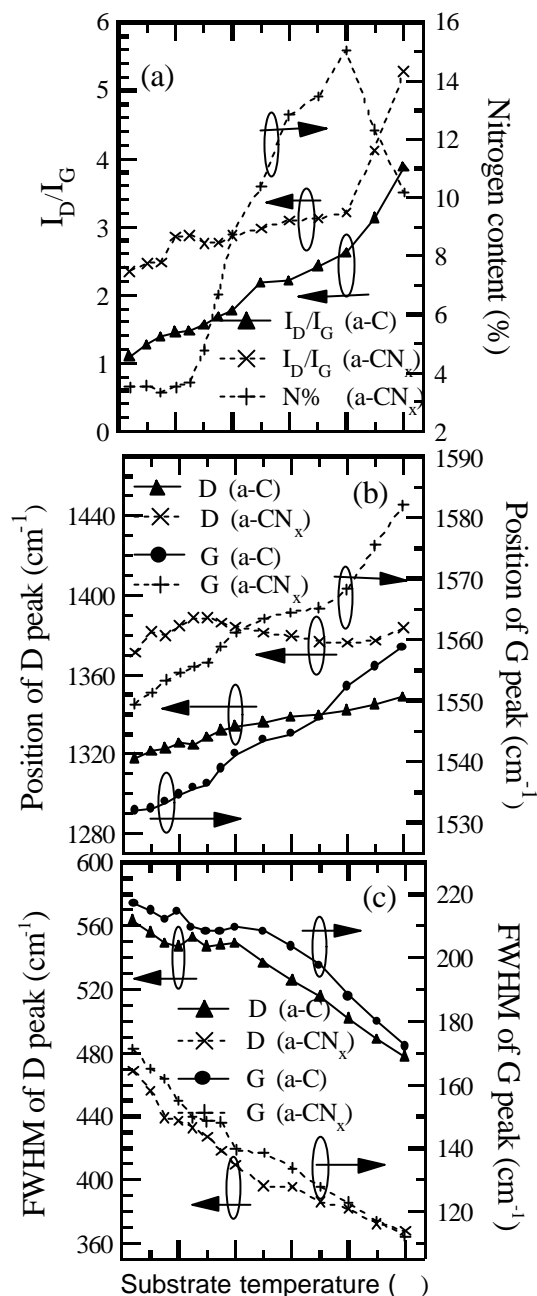 (a)
6
5
4
3
2
1
0
I_D/I_G
16
14
12
10
8
6
4
2
Nitrogen content (%)
I_D/I_G (a-C)
I_D/I_G (a-CN_x)
N% (a-CN_x)
(b)
1440
1400
1360
1320
1280
Position of D peak (cm⁻¹)
1590
1580
1570
1560
1550
1540
1530
Position of G peak (cm⁻¹)
D (a-C)
D (a-CN_x)
G (a-C)
G (a-CN_x)
(c)
600
560
520
480
440
400
360
FWHM of D peak (cm⁻¹)
220
200
180
160
140
120
FWHM of G peak (cm⁻¹)
D (a-C)
D (a-CN_x)
G (a-C)
G (a-CN_x)
Substrate temperature ( )